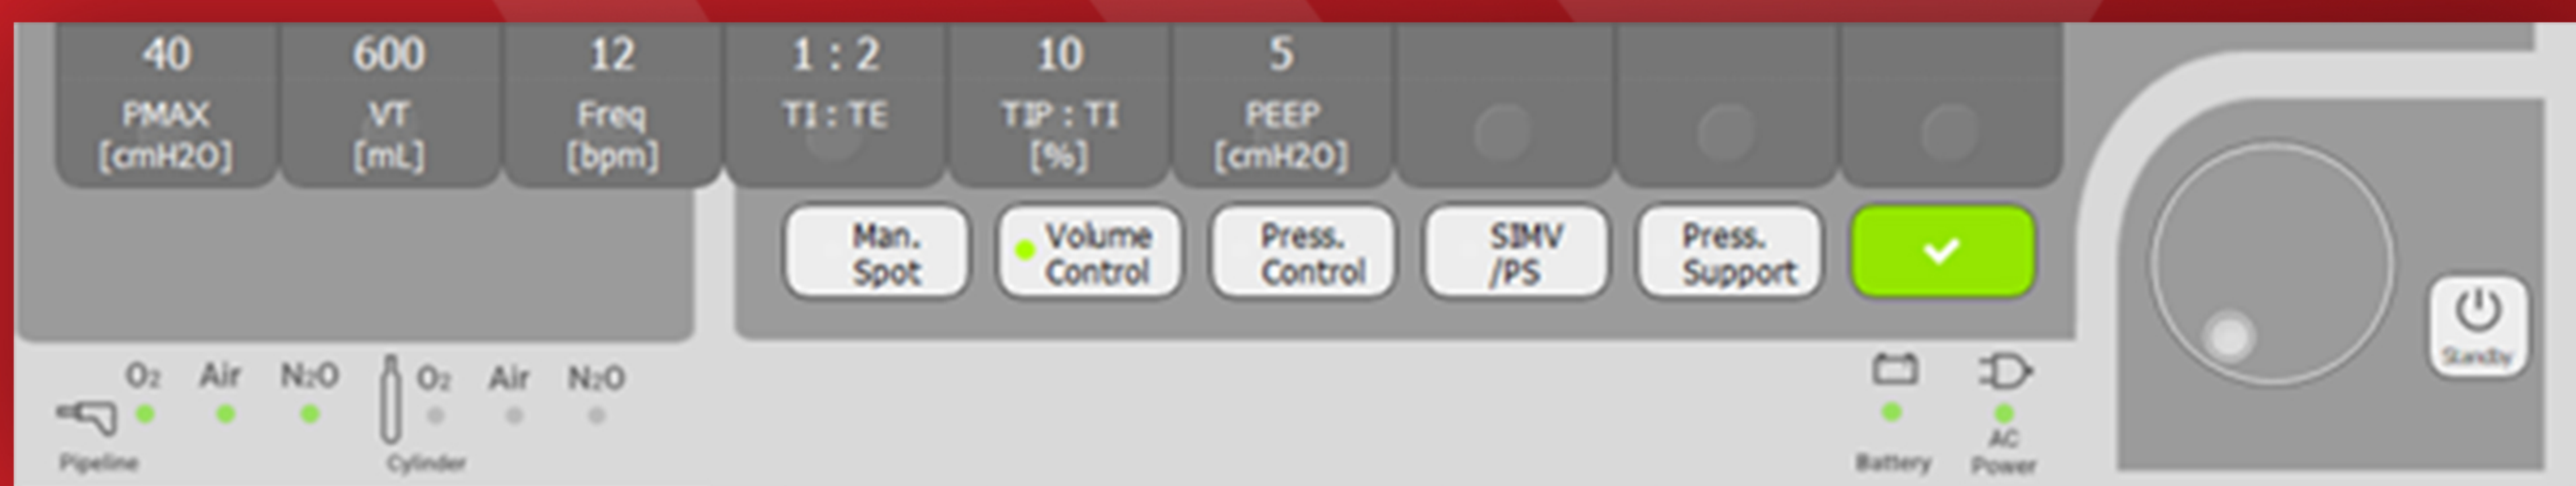 40 600 12 1 : 2 10 5
PMAX VT Freq TI : TE TIP : TI PEEP
[cmH2O] [mL] [bpm] [%] [cmH2O]
Man. Volume Press. SIMV Press.
Spot Control Control /PS Support
Standby
O2 Air N2O O2 Air N2O
AC
Pipeline Cylinder Battery Power